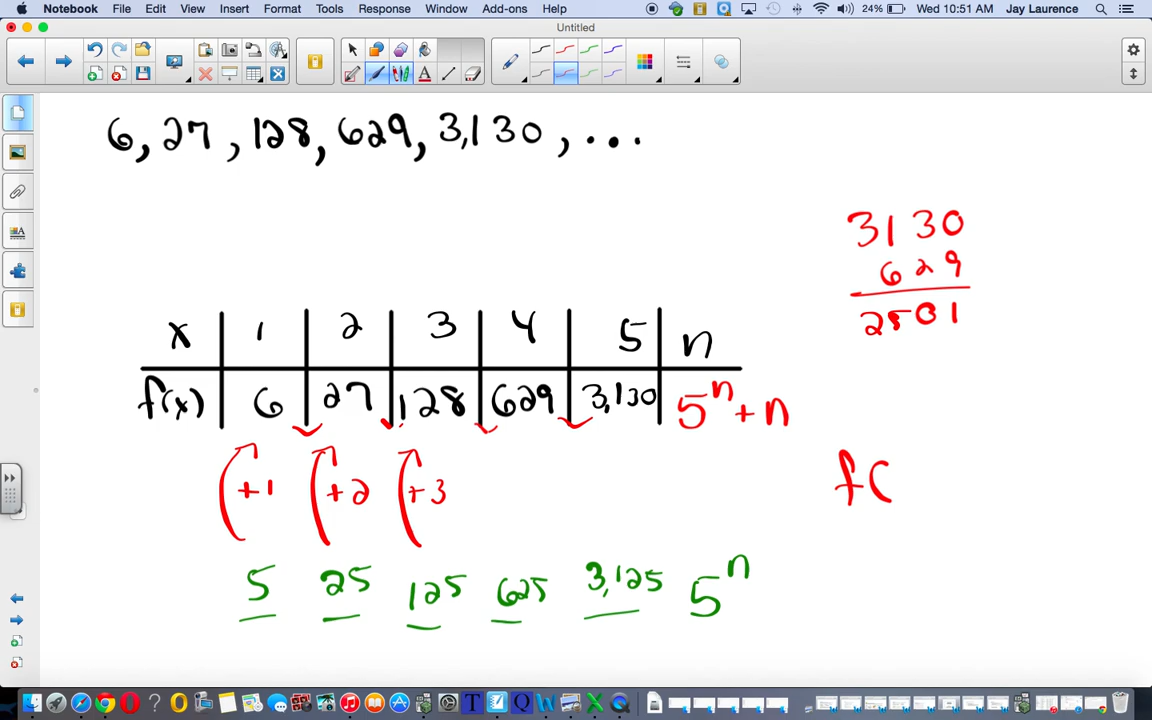 Notebook File Edit View Insert Format Tools Response Window Add-ons Help 24% Wed 10:51 AM Jay Laurence
Untitled
6, 27, 128, 629, 3,130, ...
3130
629
2501
x 1 2 3 4 5 n
f(x) 6 27 128 629 3,130 5ⁿ + n
+1 +2 +3
f(
5 25 125 625 3,125 5ⁿ